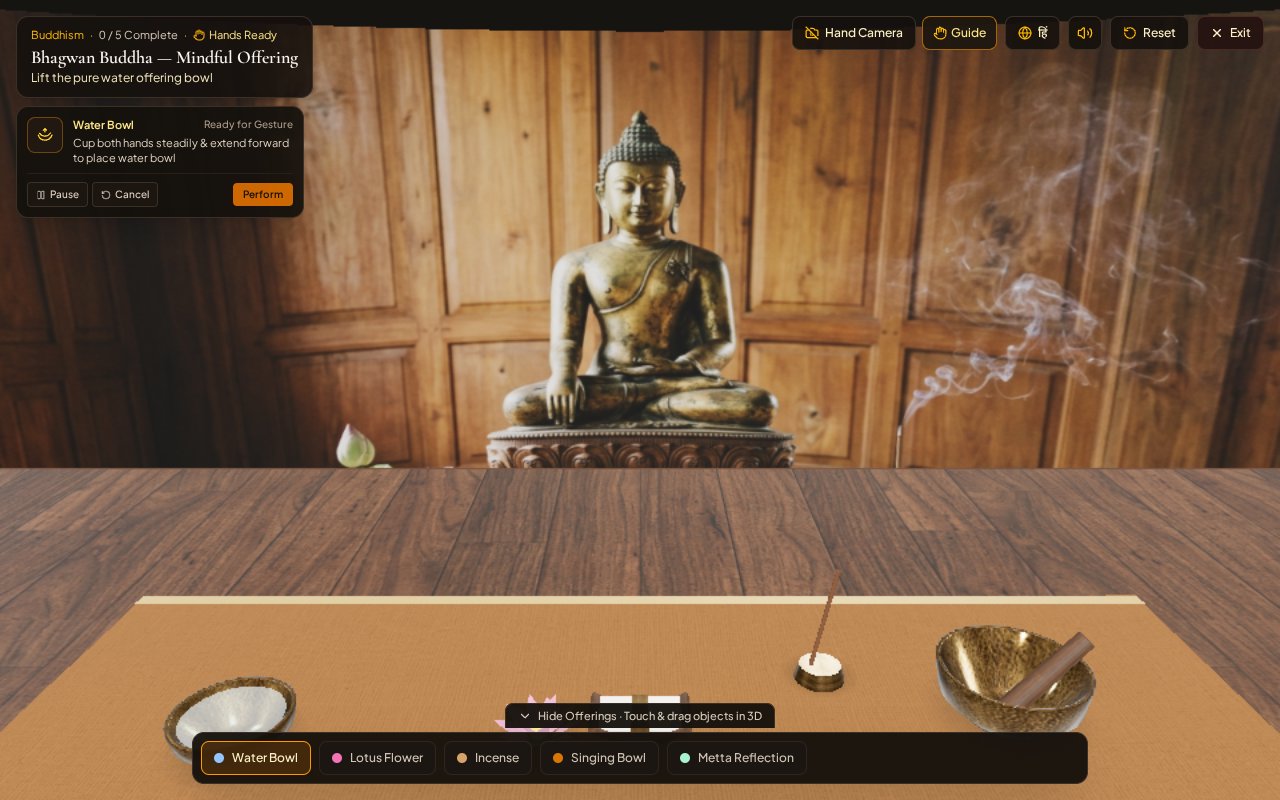 Buddhism · 0 / 5 Complete · Hands Ready
Bhagwan Buddha — Mindful Offering
Lift the pure water offering bowl
Hand Camera
Guide
हिं
Reset
Exit
Water Bowl
Ready for Gesture
Cup both hands steadily & extend forward
to place water bowl
Pause
Cancel
Perform
Hide Offerings · Touch & drag objects in 3D
Water Bowl
Lotus Flower
Incense
Singing Bowl
Metta Reflection